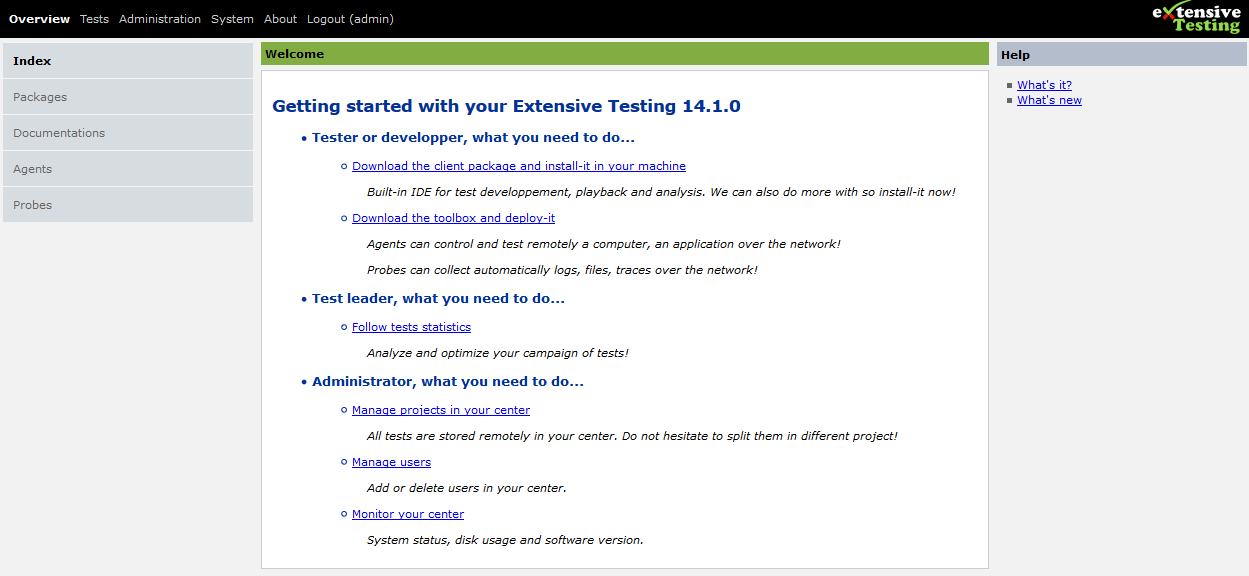 Overview Tests Administration System About Logout (admin)
extensive
Testing
Index
Packages
Documentations
Agents
Probes
Welcome
Getting started with your Extensive Testing 14.1.0
Tester or developper, what you need to do...
Download the client package and install-it in your machine
Built-in IDE for test developpement, playback and analysis. We can also do more with so install-it now!
Download the toolbox and deploy-it
Agents can control and test remotely a computer, an application over the network!
Probes can collect automatically logs, files, traces over the network!
Test leader, what you need to do...
Follow tests statistics
Analyze and optimize your campaign of tests!
Administrator, what you need to do...
Manage projects in your center
All tests are stored remotely in your center. Do not hesitate to split them in different project!
Manage users
Add or delete users in your center.
Monitor your center
System status, disk usage and software version.
Help
What's it?
What's new